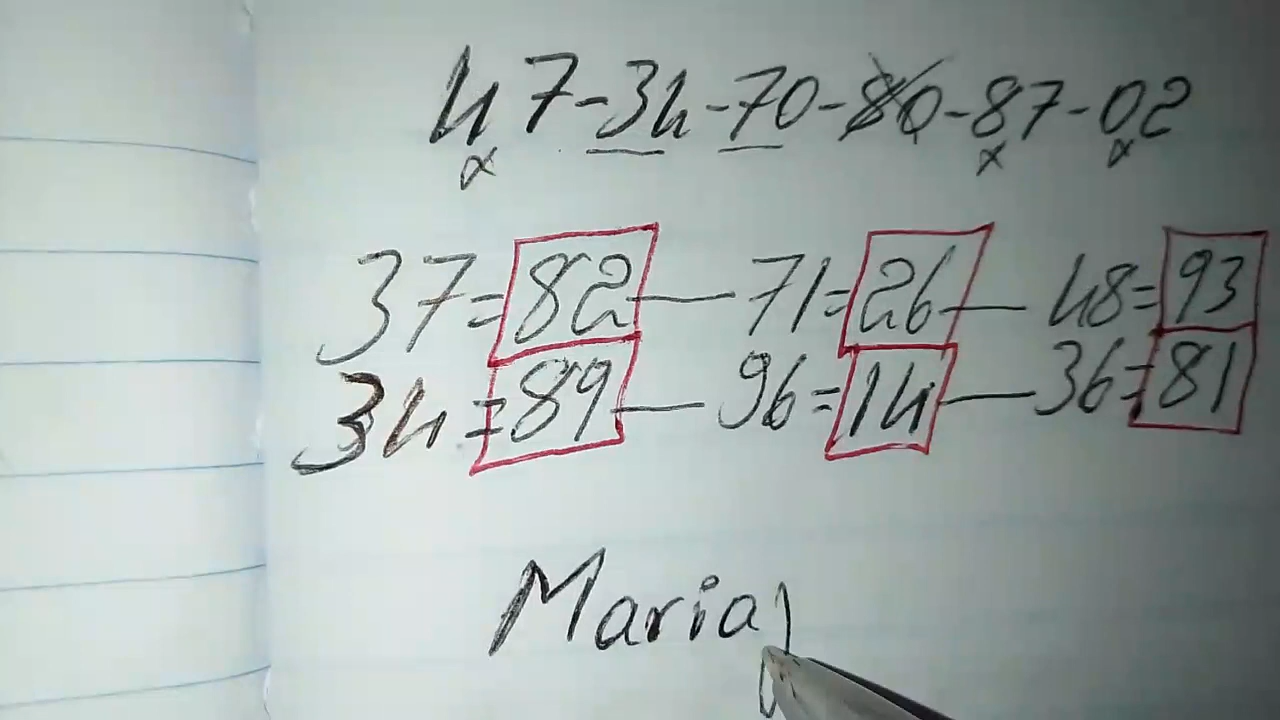 47-34-70-80-87-02
x x x
37=82—71=26—48=93
34=89—96=14—36=81
Maria